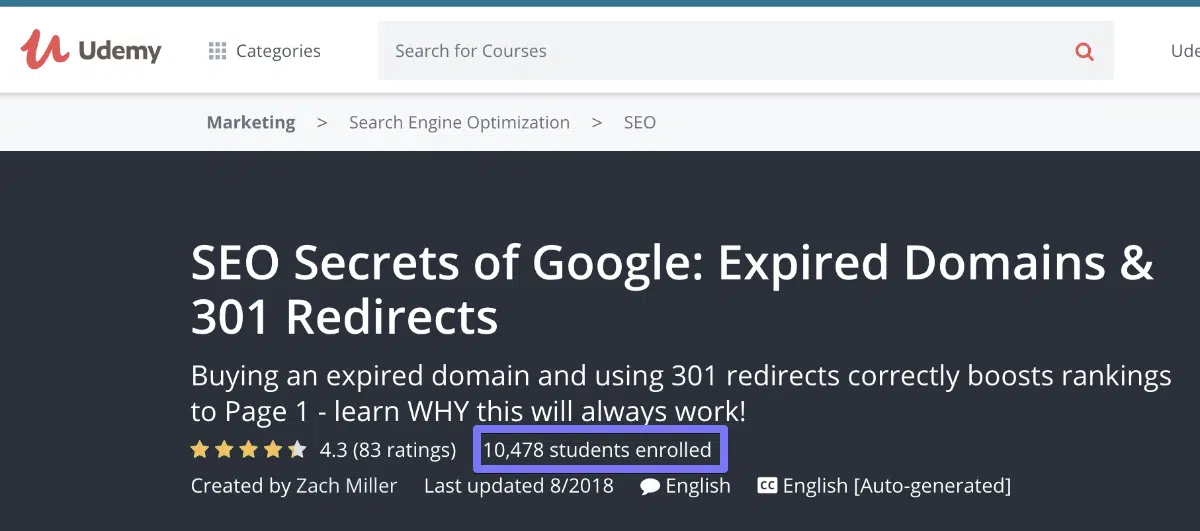 Udemy Categories Search for Courses Ude
Marketing > Search Engine Optimization > SEO
SEO Secrets of Google: Expired Domains &
301 Redirects
Buying an expired domain and using 301 redirects correctly boosts rankings
to Page 1 - learn WHY this will always work!
4.3 (83 ratings) 10,478 students enrolled
Created by Zach Miller Last updated 8/2018 English CC English [Auto-generated]